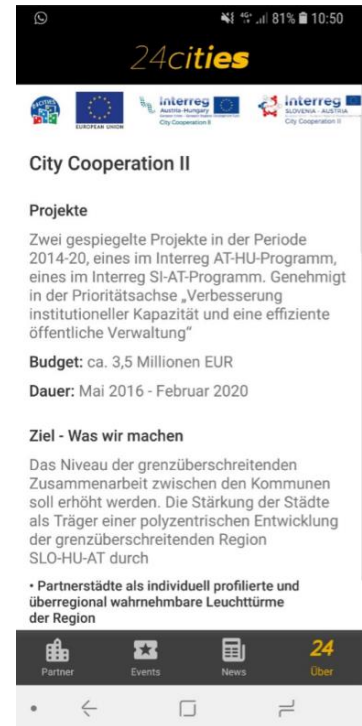 81% 10:50
24cities
EUROPEAN UNION
Interreg
Austria-Hungary
City Cooperation II
Interreg
SLOVENIA - AUSTRIA
City Cooperation II
City Cooperation II
Projekte
Zwei gespiegelte Projekte in der Periode
2014-20, eines im Interreg AT-HU-Programm,
eines im Interreg SI-AT-Programm. Genehmigt
in der Prioritätsachse „Verbesserung
institutioneller Kapazität und eine effiziente
öffentliche Verwaltung“
Budget: ca. 3,5 Millionen EUR
Dauer: Mai 2016 - Februar 2020
Ziel - Was wir machen
Das Niveau der grenzüberschreitenden
Zusammenarbeit zwischen den Kommunen
soll erhöht werden. Die Stärkung der Städte
als Träger einer polyzentrischen Entwicklung
der grenzüberschreitenden Region
SLO-HU-AT durch
• Partnerstädte als individuell profilierte und
überregional wahrnehmbare Leuchttürme
der Region
24
Partner Events News Über